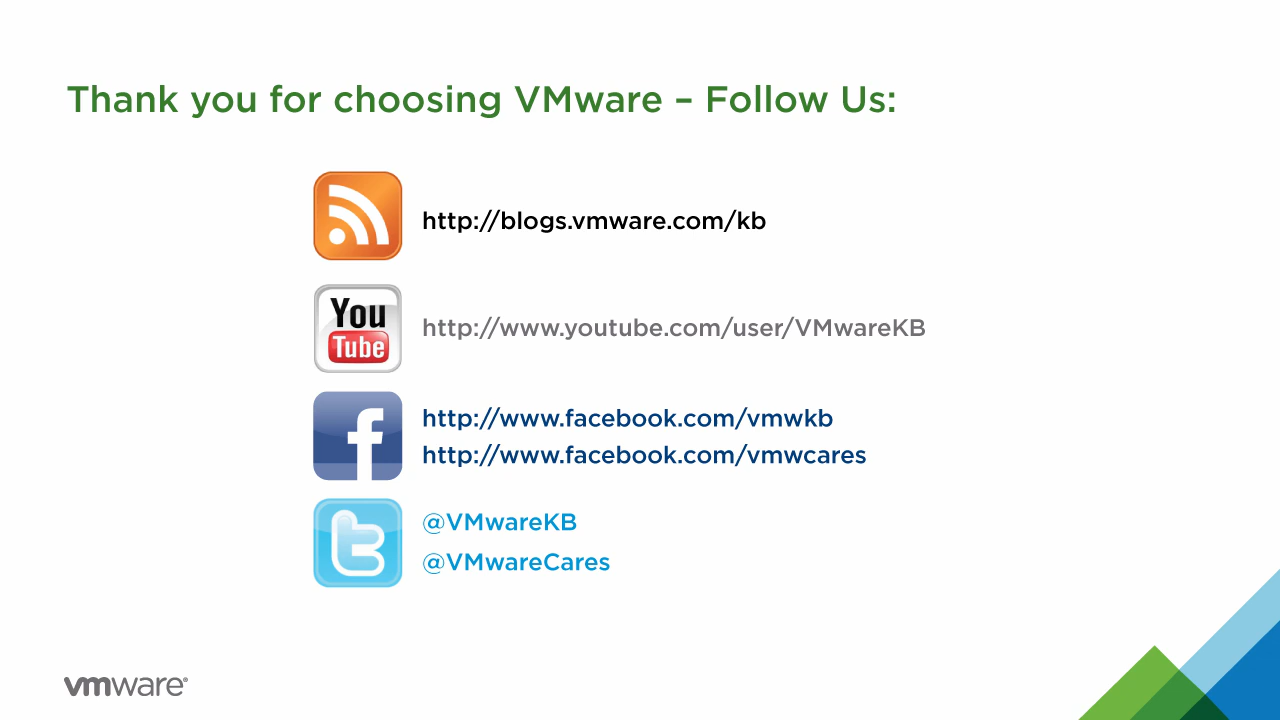 Thank you for choosing VMware – Follow Us:
http://blogs.vmware.com/kb
You
Tube
http://www.youtube.com/user/VMwareKB
f
http://www.facebook.com/vmwkb
http://www.facebook.com/vmwcares
t
@VMwareKB
@VMwareCares
vmware®